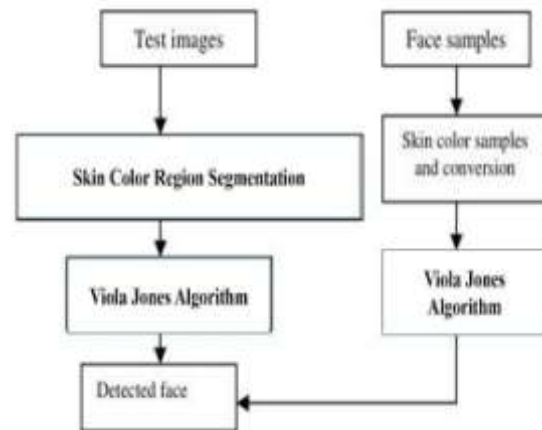 Test images
Face samples
Skin Color Region Segmentation
Skin color samples
and conversion
Viola Jones Algorithm
Viola Jones
Algorithm
Detected face